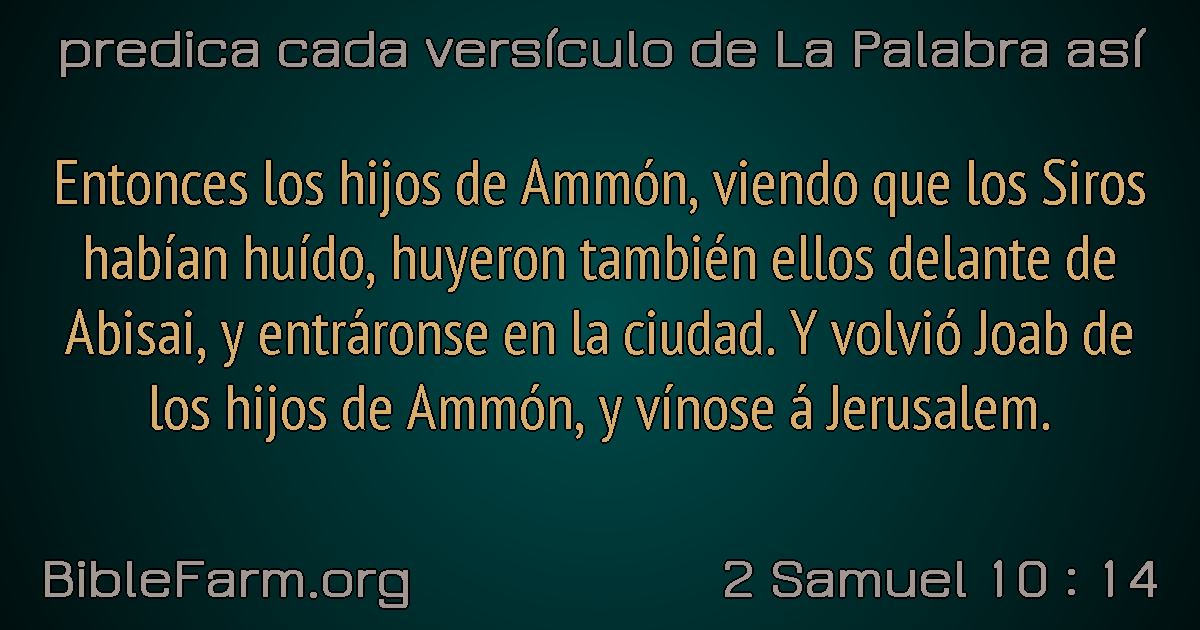 predica cada versículo de La Palabra así
Entonces los hijos de Ammón, viendo que los Siros
habían huído, huyeron también ellos delante de
Abisai, y entráronse en la ciudad. Y volvió Joab de
los hijos de Ammón, y vínose á Jerusalem.
BibleFarm.org
2 Samuel 10 : 14